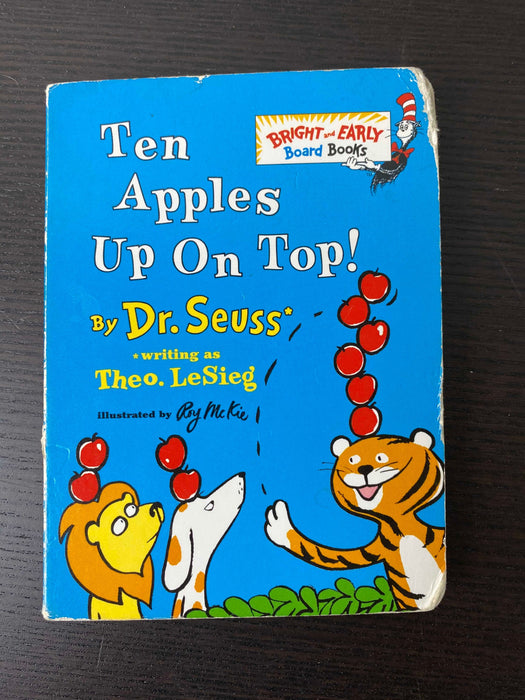 BRIGHT and EARLY
Board Books
Ten
Apples
Up On Top!
By Dr. Seuss*
*writing as
Theo. LeSieg
illustrated by Roy McKie